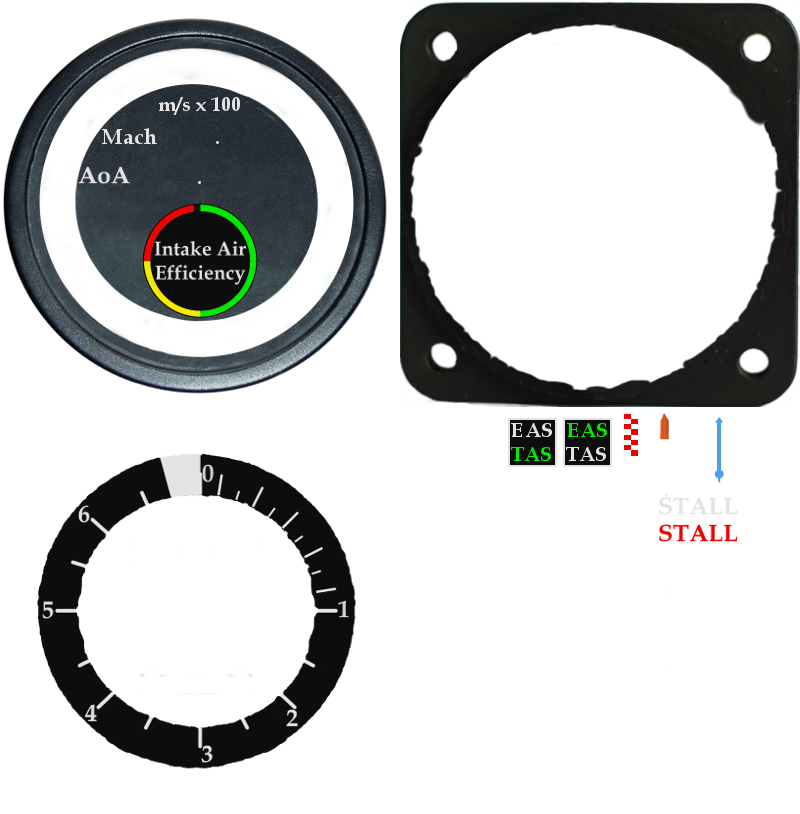 m/s x 100
Mach
AoA
Intake Air
Efficiency
EAS
TAS
EAS
TAS
STALL
STALL
0
1
2
3
4
5
6